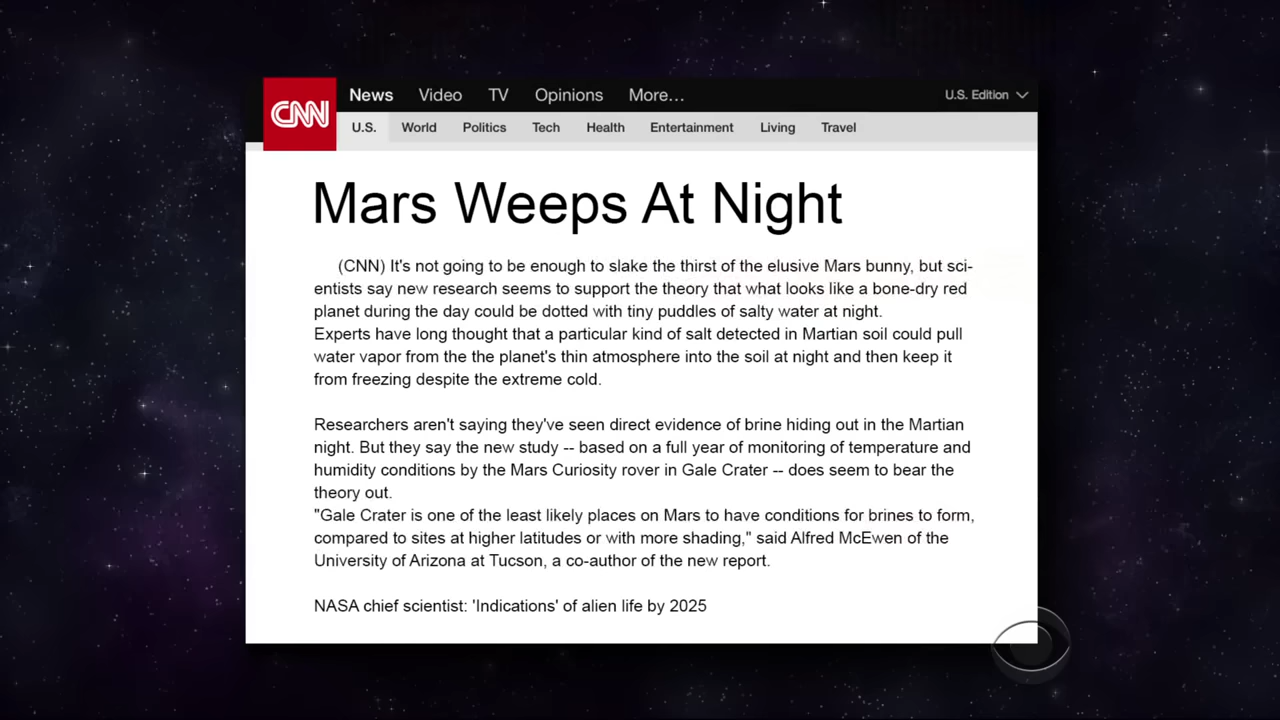 CNN
News Video TV Opinions More... U.S. Edition
U.S. World Politics Tech Health Entertainment Living Travel
Mars Weeps At Night
(CNN) It's not going to be enough to slake the thirst of the elusive Mars bunny, but sci-
entists say new research seems to support the theory that what looks like a bone-dry red
planet during the day could be dotted with tiny puddles of salty water at night.
Experts have long thought that a particular kind of salt detected in Martian soil could pull
water vapor from the the planet's thin atmosphere into the soil at night and then keep it
from freezing despite the extreme cold.
Researchers aren't saying they've seen direct evidence of brine hiding out in the Martian
night. But they say the new study -- based on a full year of monitoring of temperature and
humidity conditions by the Mars Curiosity rover in Gale Crater -- does seem to bear the
theory out.
"Gale Crater is one of the least likely places on Mars to have conditions for brines to form,
compared to sites at higher latitudes or with more shading," said Alfred McEwen of the
University of Arizona at Tucson, a co-author of the new report.
NASA chief scientist: 'Indications' of alien life by 2025